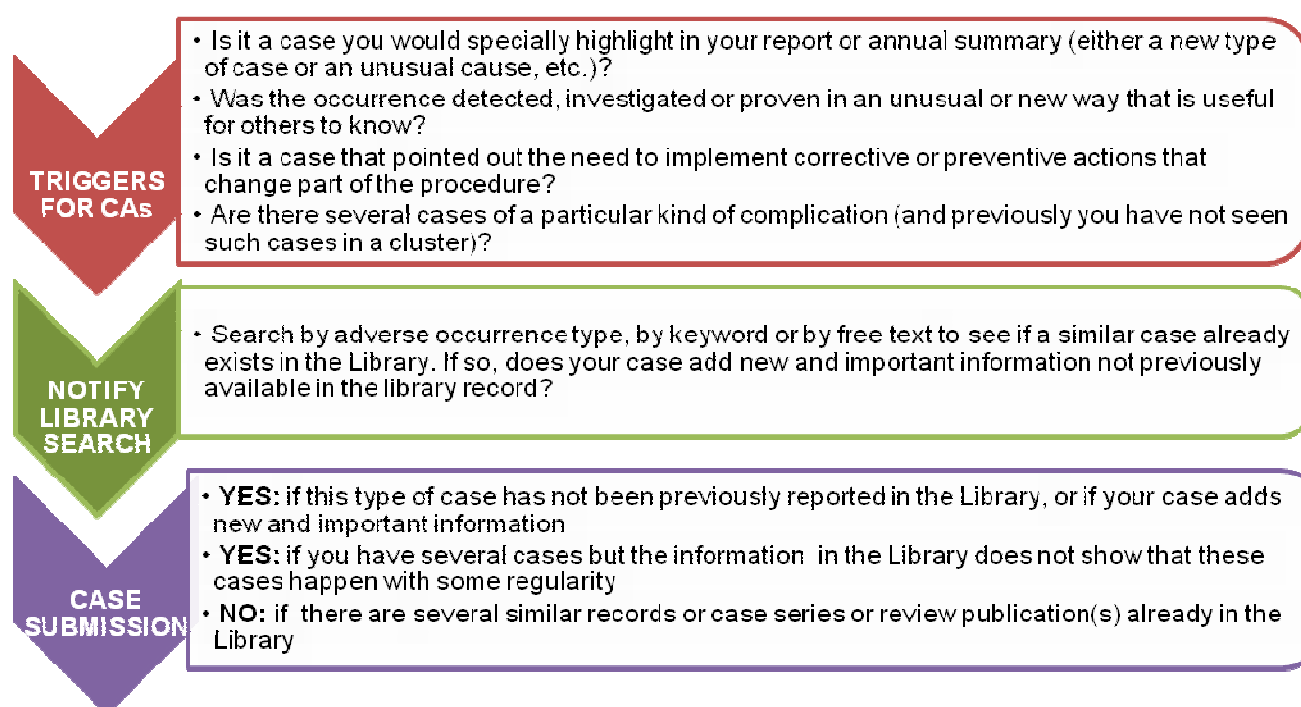 • Is it a case you would specially highlight in your report or annual summary (either a new type
of case or an unusual cause, etc.)?
• Was the occurrence detected, investigated or proven in an unusual or new way that is useful
for others to know?
• Is it a case that pointed out the need to implement corrective or preventive actions that
change part of the procedure?
• Are there several cases of a particular kind of complication (and previously you have not seen
such cases in a cluster)?
TRIGGERS
FOR CAs
• Search by adverse occurrence type, by keyword or by free text to see if a similar case already
exists in the Library. If so, does your case add new and important information not previously
available in the library record?
NOTIFY
LIBRARY
SEARCH
• YES: if this type of case has not been previously reported in the Library, or if your case adds
new and important information
• YES: if you have several cases but the information in the Library does not show that these
cases happen with some regularity
• NO: if there are several similar records or case series or review publication(s) already in the
Library
CASE
SUBMISSION